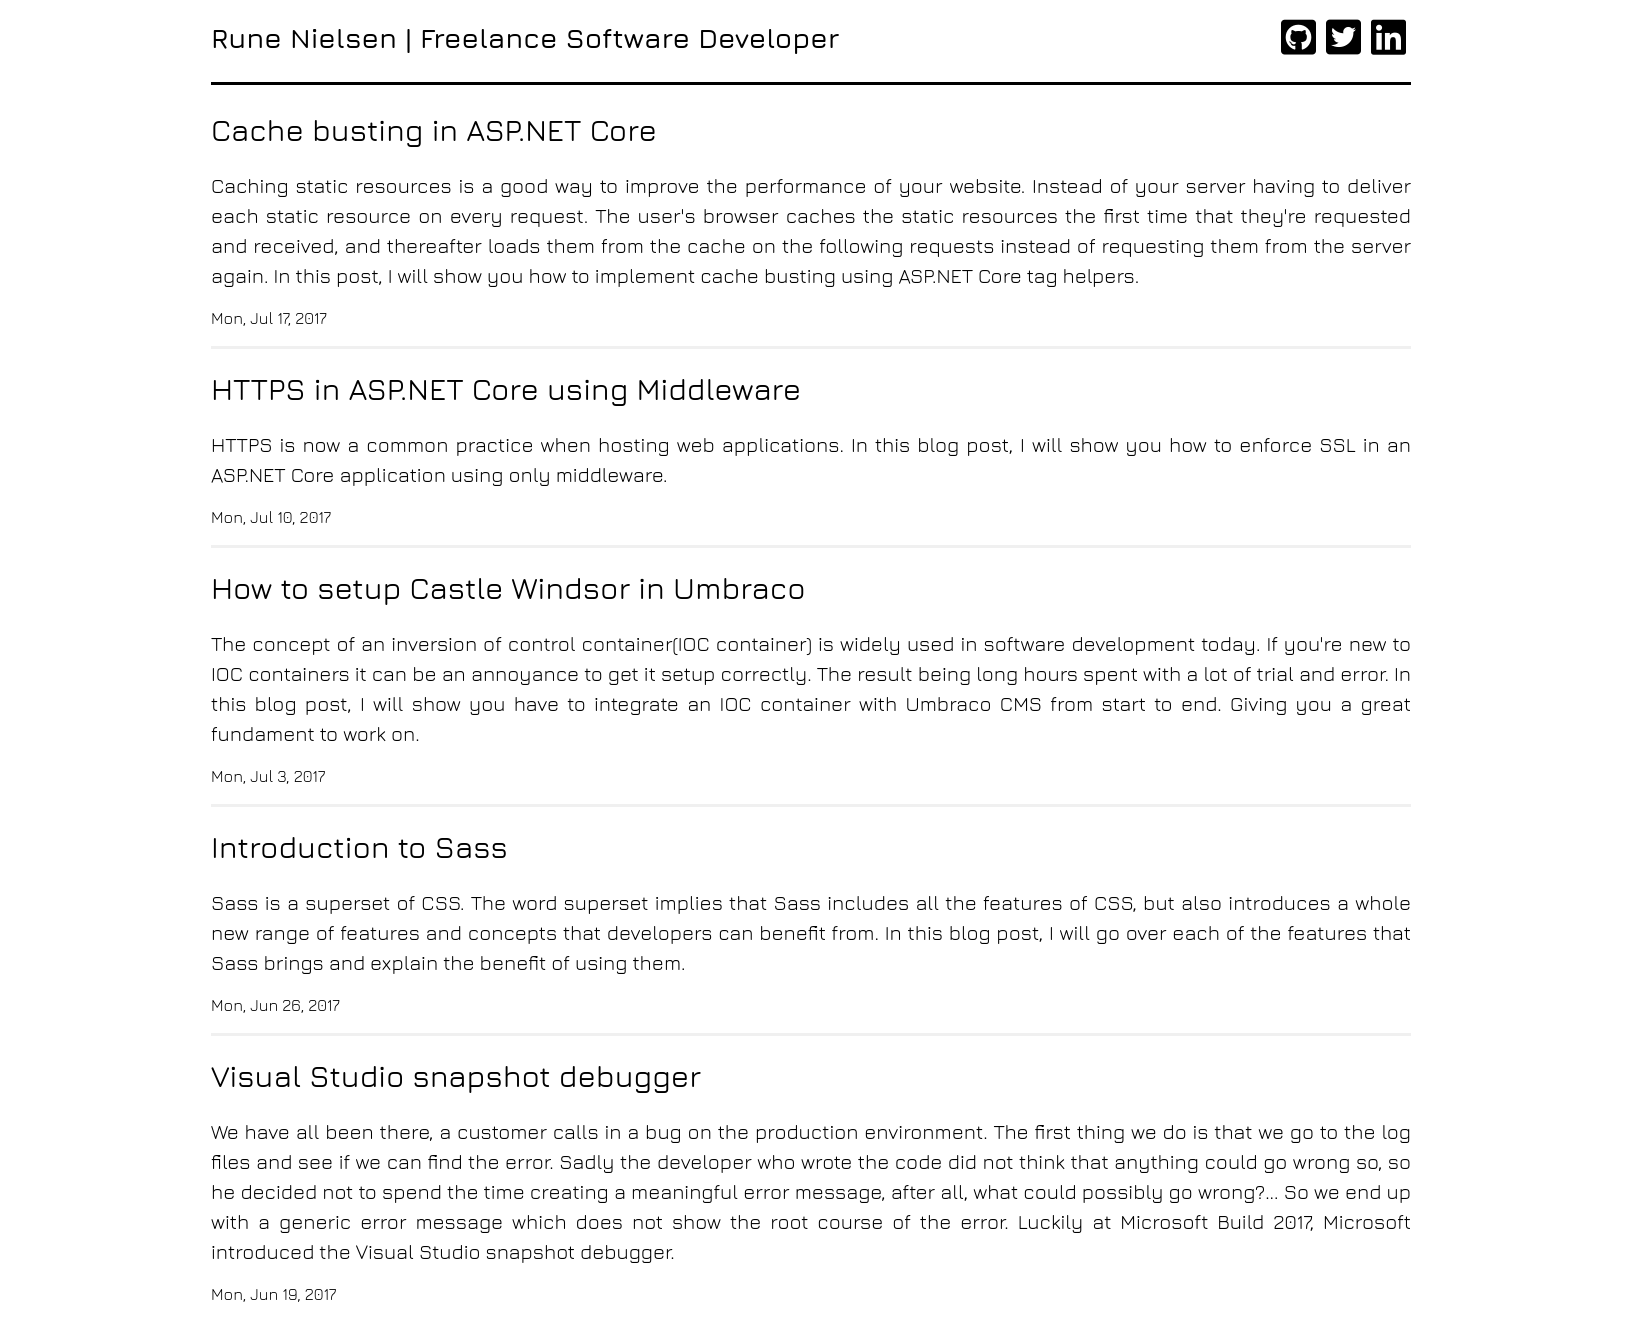 Rune Nielsen | Freelance Software Developer
Cache busting in ASP.NET Core
Caching static resources is a good way to improve the performance of your website. Instead of your server having to deliver
each static resource on every request. The user's browser caches the static resources the first time that they're requested
and received, and thereafter loads them from the cache on the following requests instead of requesting them from the server
again. In this post, I will show you how to implement cache busting using ASP.NET Core tag helpers.
Mon, Jul 17, 2017
HTTPS in ASP.NET Core using Middleware
HTTPS is now a common practice when hosting web applications. In this blog post, I will show you how to enforce SSL in an
ASP.NET Core application using only middleware.
Mon, Jul 10, 2017
How to setup Castle Windsor in Umbraco
The concept of an inversion of control container(IOC container) is widely used in software development today. If you're new to
IOC containers it can be an annoyance to get it setup correctly. The result being long hours spent with a lot of trial and error. In
this blog post, I will show you have to integrate an IOC container with Umbraco CMS from start to end. Giving you a great
fundament to work on.
Mon, Jul 3, 2017
Introduction to Sass
Sass is a superset of CSS. The word superset implies that Sass includes all the features of CSS, but also introduces a whole
new range of features and concepts that developers can benefit from. In this blog post, I will go over each of the features that
Sass brings and explain the benefit of using them.
Mon, Jun 26, 2017
Visual Studio snapshot debugger
We have all been there, a customer calls in a bug on the production environment. The first thing we do is that we go to the log
files and see if we can find the error. Sadly the developer who wrote the code did not think that anything could go wrong so, so
he decided not to spend the time creating a meaningful error message, after all, what could possibly go wrong?... So we end up
with a generic error message which does not show the root course of the error. Luckily at Microsoft Build 2017, Microsoft
introduced the Visual Studio snapshot debugger.
Mon, Jun 19, 2017